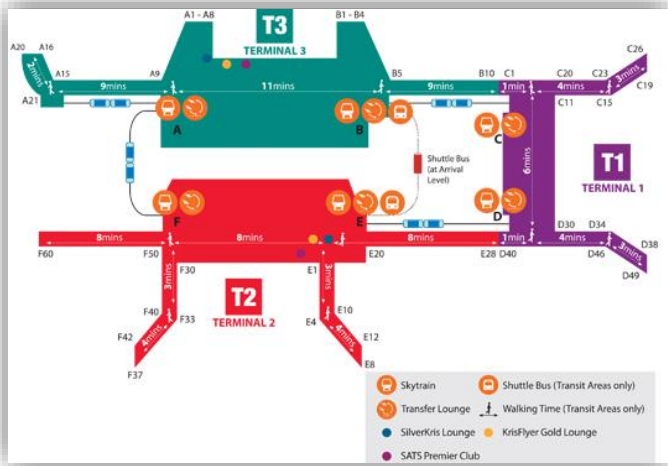 A1 - A8
T3
TERMINAL 3
B1 - B4
A20
A16
2mins
A15
A9
A21
9mins
11mins
B5
9mins
B10
C1
1min
C20
C23
C26
C19
3mins
4mins
C11
C15
A
B
C
6mins
T1
TERMINAL 1
Shuttle Bus
(at Arrival
Level)
F
E
D
D30
D34
D38
8mins
8mins
8mins
1min
4mins
3mins
F60
F50
F30
E1
E20
E28
D40
D46
D49
3mins
T2
TERMINAL 2
3mins
F40
F33
E4
E10
F42
4mins
4mins
E12
F37
E8
Skytrain
Shuttle Bus (Transit Areas only)
Transfer Lounge
Walking Time (Transit Areas only)
SilverKris Lounge
KrisFlyer Gold Lounge
SATS Premier Club